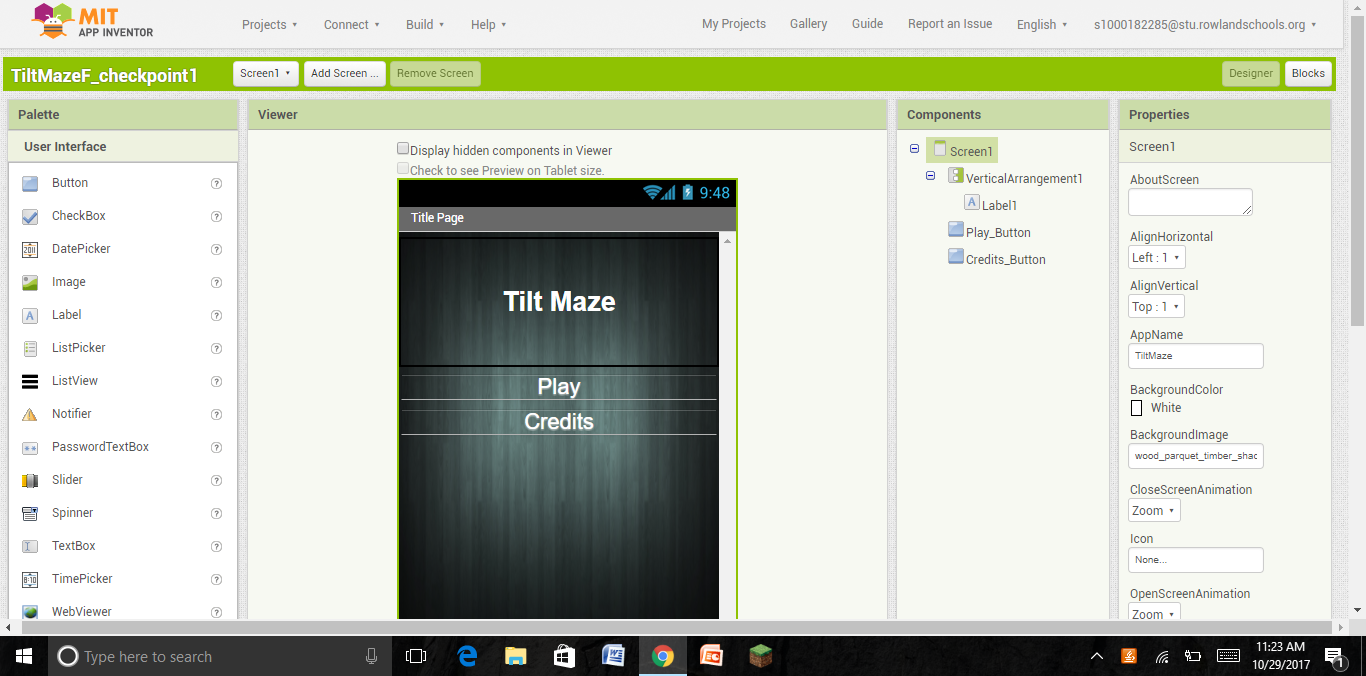 MIT
APP INVENTOR
Projects Connect Build Help My Projects Gallery Guide Report an Issue English s1000182285@stu.rowlandschools.org
TiltMazeF_checkpoint1 Screen1 Add Screen ... Remove Screen Designer Blocks
Palette
User Interface
Button
CheckBox
DatePicker
Image
Label
ListPicker
ListView
Notifier
PasswordTextBox
Slider
Spinner
TextBox
TimePicker
WebViewer
Viewer
Display hidden components in Viewer
Check to see Preview on Tablet size.
9:48
Title Page
Tilt Maze
Play
Credits
Components
Screen1
VerticalArrangement1
A Label1
Play_Button
Credits_Button
Properties
Screen1
AboutScreen
AlignHorizontal
Left : 1
AlignVertical
Top : 1
AppName
TiltMaze
BackgroundColor
White
BackgroundImage
wood_parquet_timber_shac
CloseScreenAnimation
Zoom
Icon
None...
OpenScreenAnimation
Zoom
Type here to search
11:23 AM
10/29/2017
1